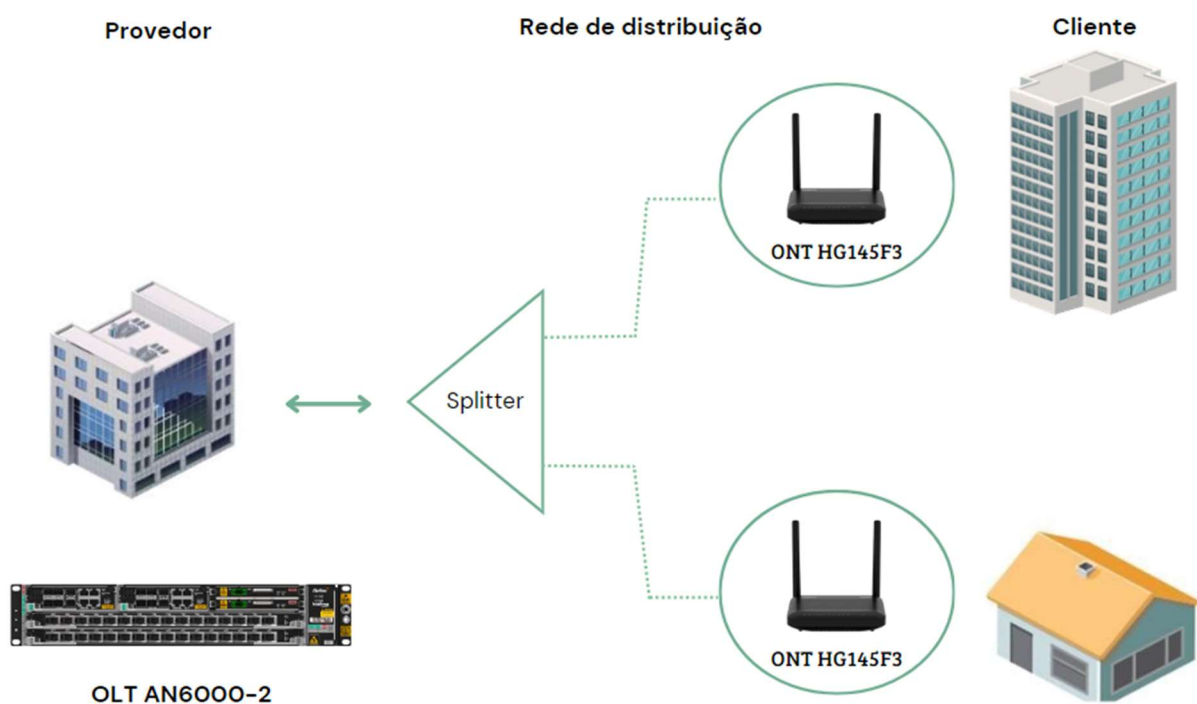 Provedor
Rede de distribuição
Cliente
ONT HG145F3
Splitter
ONT HG145F3
OLT AN6000-2